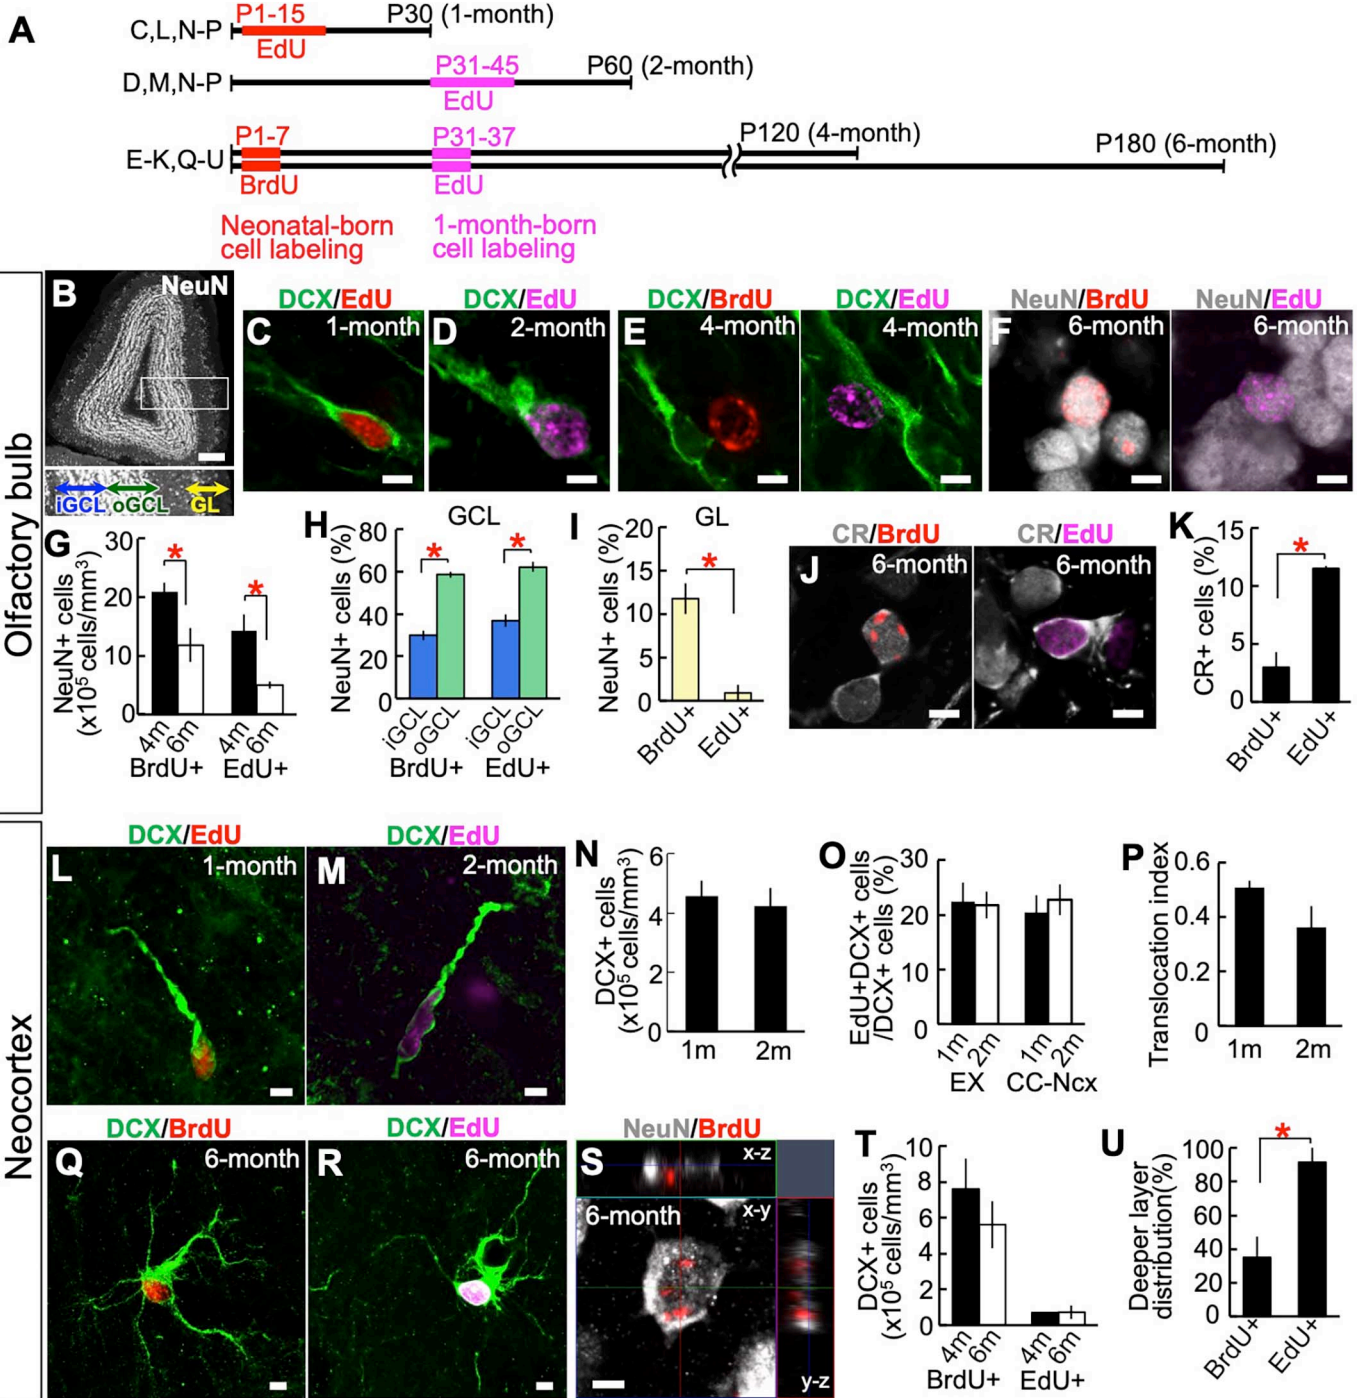 A
C,L,N-P
P1-15
EdU
P30 (1-month)
D,M,N-P
P31-45
EdU
P60 (2-month)
E-K,Q-U
P1-7
BrdU
P31-37
EdU
P120 (4-month)
P180 (6-month)
Neonatal-born
cell labeling
1-month-born
cell labeling
Olfactory bulb
B
NeuN
iGCL
oGCL
GL
DCX/EdU
C
1-month
DCX/EdU
D
2-month
DCX/BrdU
E
4-month
DCX/EdU
4-month
NeuN/BrdU
F
6-month
NeuN/EdU
6-month
G
NeuN+ cells
(x10⁵ cells/mm³)
30
20
10
0
*
*
4m
6m
4m
6m
BrdU+
EdU+
H
GCL
NeuN+ cells (%)
80
60
40
20
0
*
*
iGCL
oGCL
iGCL
oGCL
BrdU+
EdU+
I
GL
NeuN+ cells (%)
20
15
10
5
0
*
BrdU+
EdU+
CR/BrdU
J
6-month
CR/EdU
6-month
K
CR+ cells (%)
15
10
5
0
*
BrdU+
EdU+
Neocortex
DCX/EdU
L
1-month
DCX/EdU
M
2-month
N
DCX+ cells
(x10⁵ cells/mm³)
6
4
2
0
1m
2m
O
EdU+DCX+ cells
/DCX+ cells (%)
30
20
10
0
1m
2m
1m
2m
EX
CC-Ncx
P
Translocation index
0.6
0.4
0.2
0
1m
2m
DCX/BrdU
Q
6-month
DCX/EdU
R
6-month
NeuN/BrdU
S
x-z
6-month
x-y
y-z
T
DCX+ cells
(x10⁵ cells/mm³)
10
8
6
4
2
0
4m
6m
4m
6m
BrdU+
EdU+
U
Deeper layer
distribution(%)
100
80
60
40
20
0
*
BrdU+
EdU+